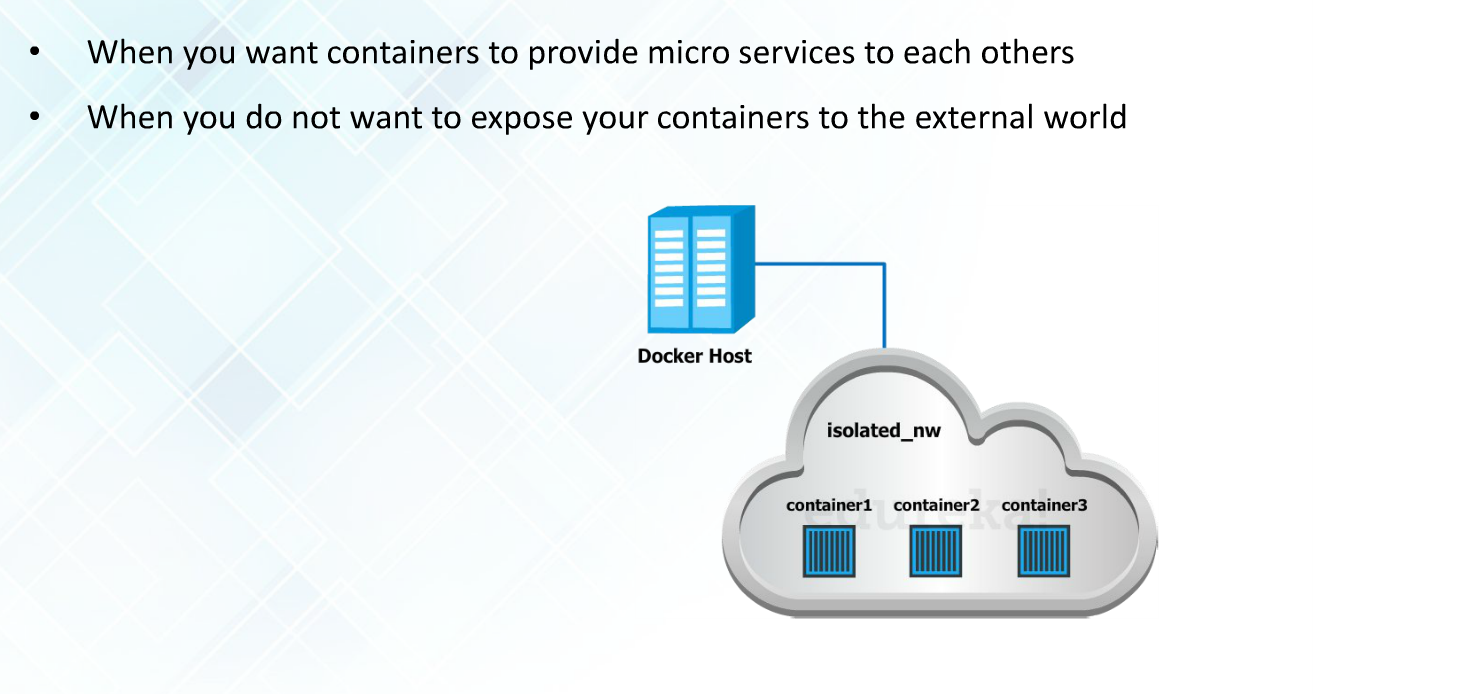 • When you want containers to provide micro services to each others
• When you do not want to expose your containers to the external world
Docker Host
isolated_nw
container1 container2 container3
edureka!